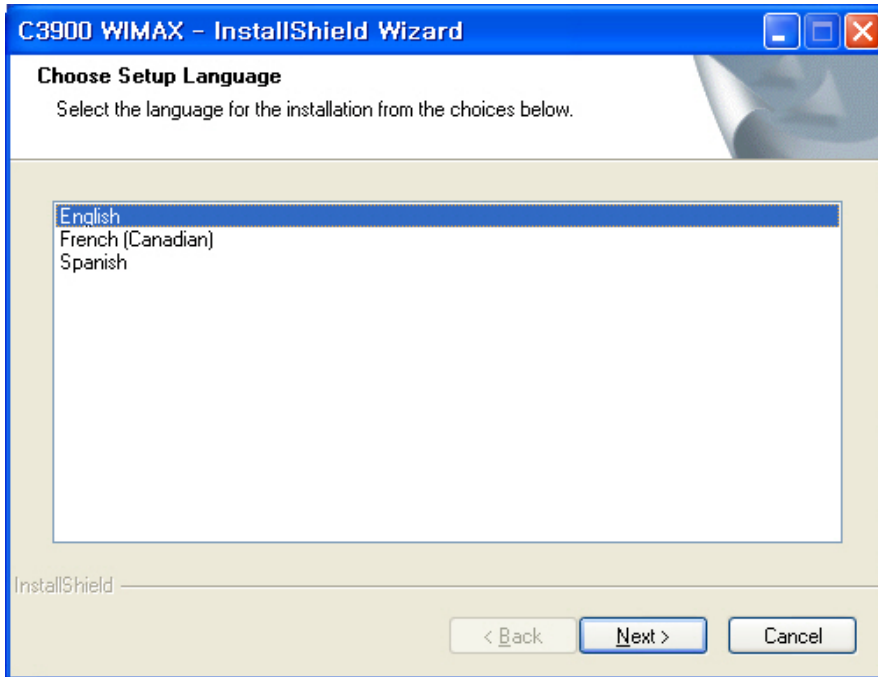 C3900 WIMAX - InstallShield Wizard
Choose Setup Language
Select the language for the installation from the choices below.
English
French (Canadian)
Spanish
InstallShield
< Back
Next >
Cancel